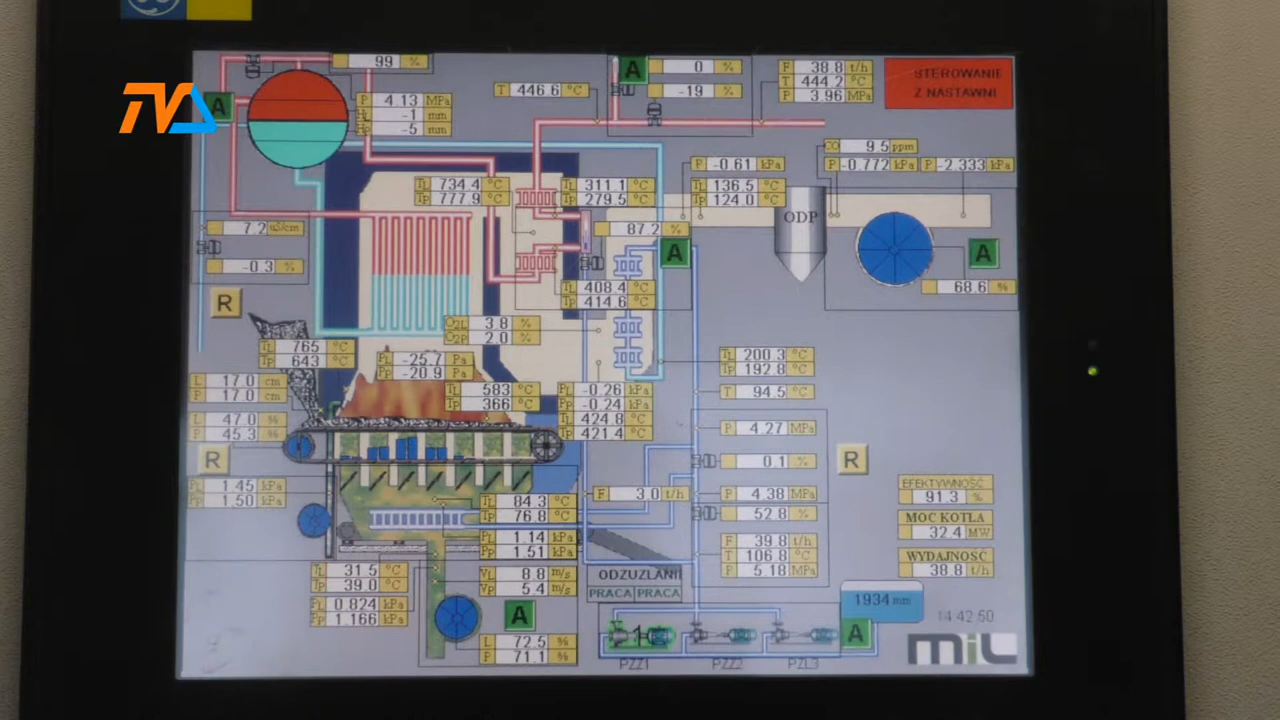 99 %
TVA
A
P 4.13 MPa
-1 mm
-5 mm
T 446.6 °C
A
0 %
-19 %
F 38.8 t/h
T 444.2 °C
P 3.96 MPa
STEROWANIE
Z NASTAWNI
CO 9.5 ppm
P -0.61 kPa
P -0.772 kPa
P -2.333 kPa
TL 734.4 °C
TP 777.9 °C
TL 311.1 °C
TP 279.5 °C
TL 136.5 °C
TP 124.0 °C
ODP
7.2 uS/cm
87.2 %
A
A
-0.3 %
68.6 %
R
TL 408.4 °C
TP 414.6 °C
O2L 3.8 %
O2P 2.0 %
TL 765 °C
TP 643 °C
PL -25.7 Pa
PP -20.9 Pa
TL 200.3 °C
TP 192.8 °C
L 17.0 cm
P 17.0 cm
TL 583 °C
TP 366 °C
PL -0.26 kPa
PP -0.24 kPa
TL 424.8 °C
TP 421.4 °C
T 94.5 °C
L 47.0 %
P 45.3 %
P 4.27 MPa
R
0.1 %
R
PL 1.45 kPa
PP 1.50 kPa
F 3.0 t/h
P 4.38 MPa
52.8 %
EFEKTYWNOŚĆ
91.3 %
TL 84.3 °C
TP 76.8 °C
MOC KOTŁA
32.4 MW
PL 1.14 kPa
PP 1.51 kPa
F 39.8 t/h
T 106.8 °C
P 5.18 MPa
WYDAJNOŚĆ
38.8 t/h
TL 31.5 °C
TP 39.0 °C
VL 8.8 m/s
VP 5.4 m/s
ODŻUŻLANIE
PRACA PRACA
PL 0.824 kPa
PP 1.166 kPa
A
1934 mm
14:42:50
L 72.5 %
P 71.1 %
A
PZZ1 PZZ2 PZL3
MIL